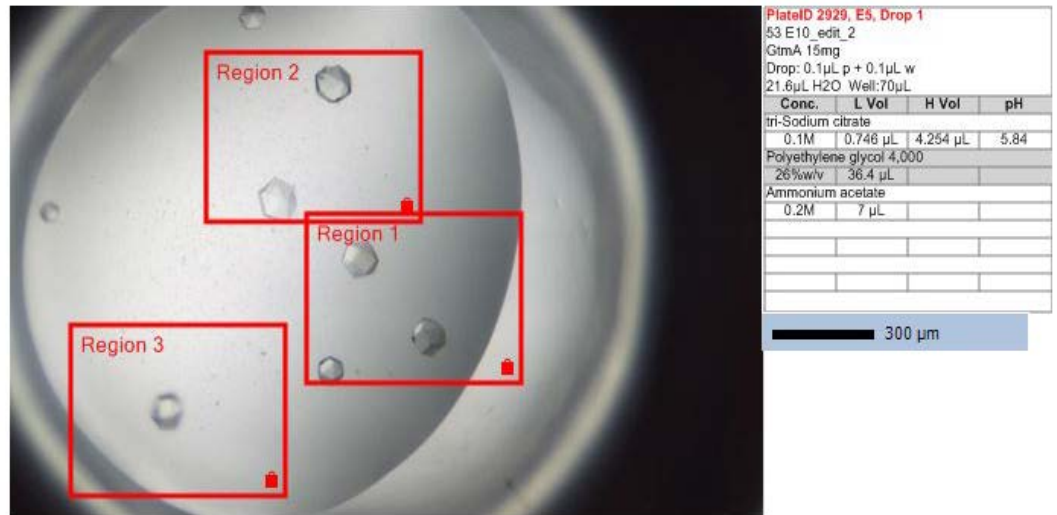 Region 2
Region 1
Region 3
PlateID 2929, E5, Drop 1
53 E10_edit_2
GtmA 15mg
Drop: 0.1µL p + 0.1µL w
21.6µL H2O Well:70µL
Conc. L Vol H Vol pH
tri-Sodium citrate
0.1M 0.746 µL 4.254 µL 5.84
Polyethylene glycol 4,000
26%w/v 36.4 µL
Ammonium acetate
0.2M 7 µL
300 µm